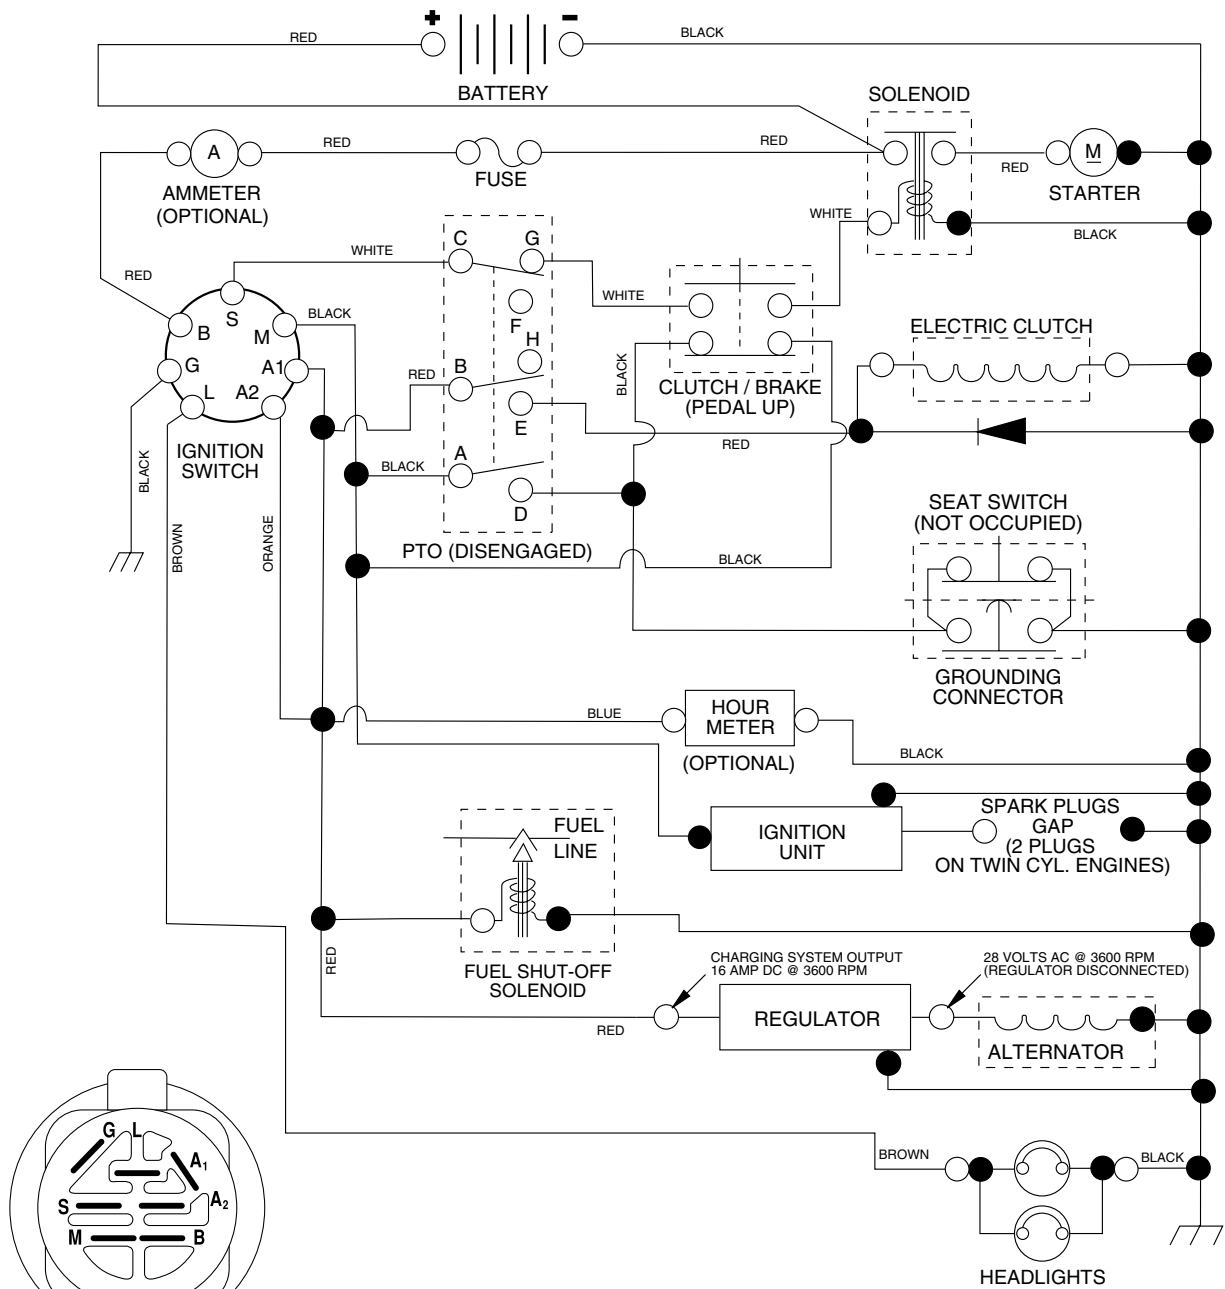 + −
RED
BLACK
BATTERY
SOLENOID
A
RED
RED
M
RED
AMMETER
(OPTIONAL)
FUSE
STARTER
WHITE
BLACK
C G
WHITE
RED
F
WHITE
S
BLACK
B
M
H
ELECTRIC CLUTCH
G
A1
B
RED
BLACK
CLUTCH / BRAKE
(PEDAL UP)
L
A2
E
RED
IGNITION
SWITCH
A
BLACK
BLACK
D
SEAT SWITCH
(NOT OCCUPIED)
BROWN
ORANGE
PTO (DISENGAGED)
BLACK
GROUNDING
CONNECTOR
BLUE
HOUR
METER
(OPTIONAL)
BLACK
FUEL
LINE
IGNITION
UNIT
SPARK PLUGS
GAP
(2 PLUGS
ON TWIN CYL. ENGINES)
RED
FUEL SHUT-OFF
SOLENOID
CHARGING SYSTEM OUTPUT
16 AMP DC @ 3600 RPM
28 VOLTS AC @ 3600 RPM
(REGULATOR DISCONNECTED)
RED
REGULATOR
ALTERNATOR
G L
A1
S
A2
M
B
BROWN
BLACK
HEADLIGHTS